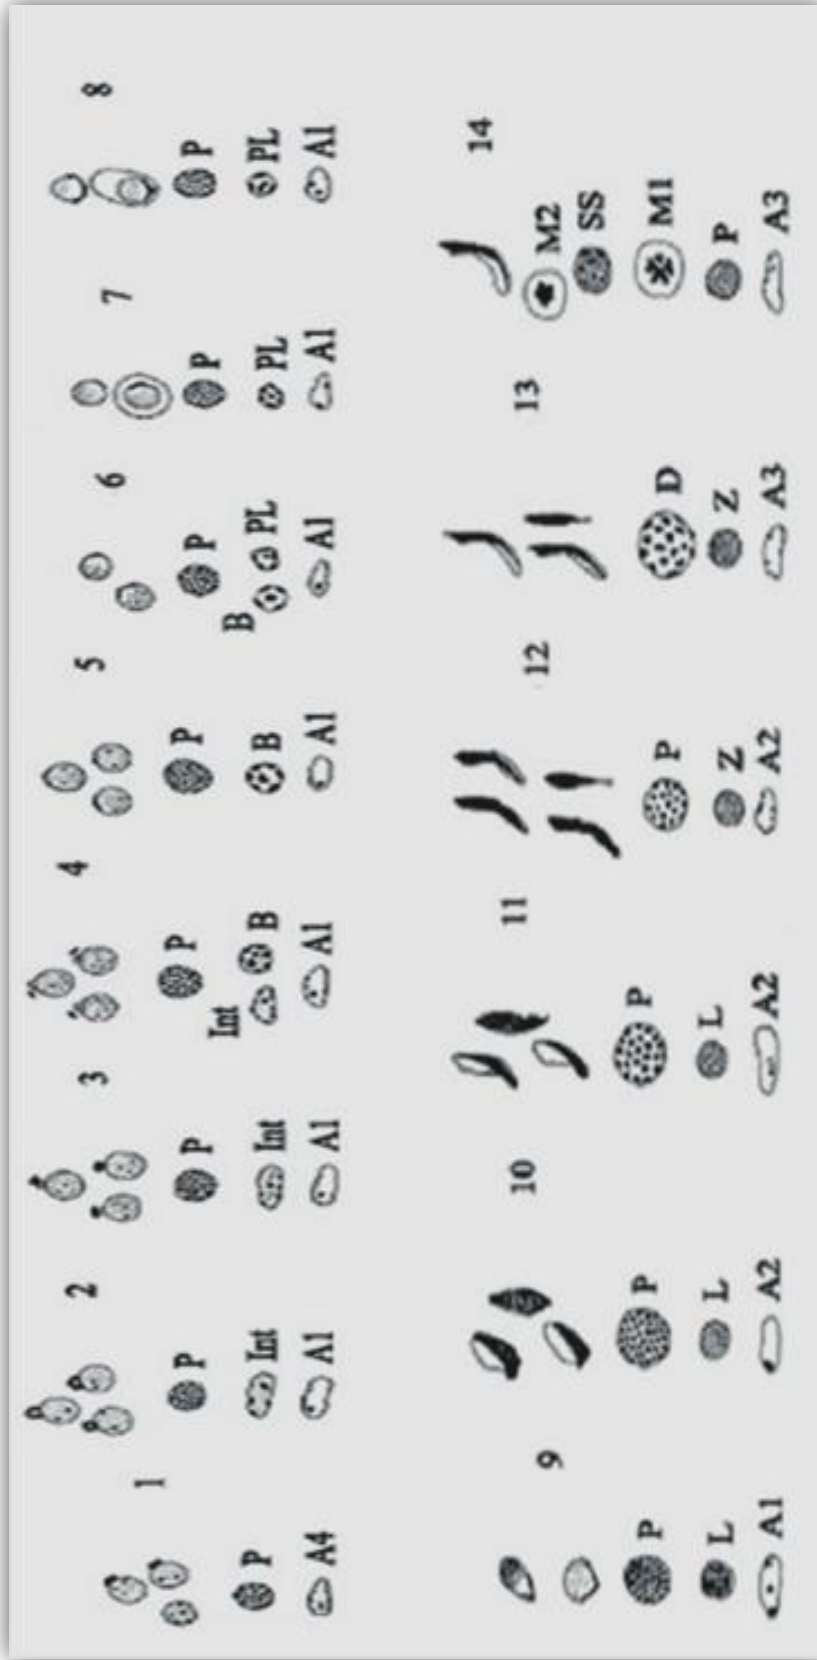 1 2 3 4 5 6 7 8
P P P P P P P P
Int Int Int B B B PL PL PL
A4 A1 A1 A1 A1 A1 A1 A1
9 10 11 12 13 14
M2
SS
P P P P D M1
L L L Z Z P
A1 A2 A2 A2 A3 A3